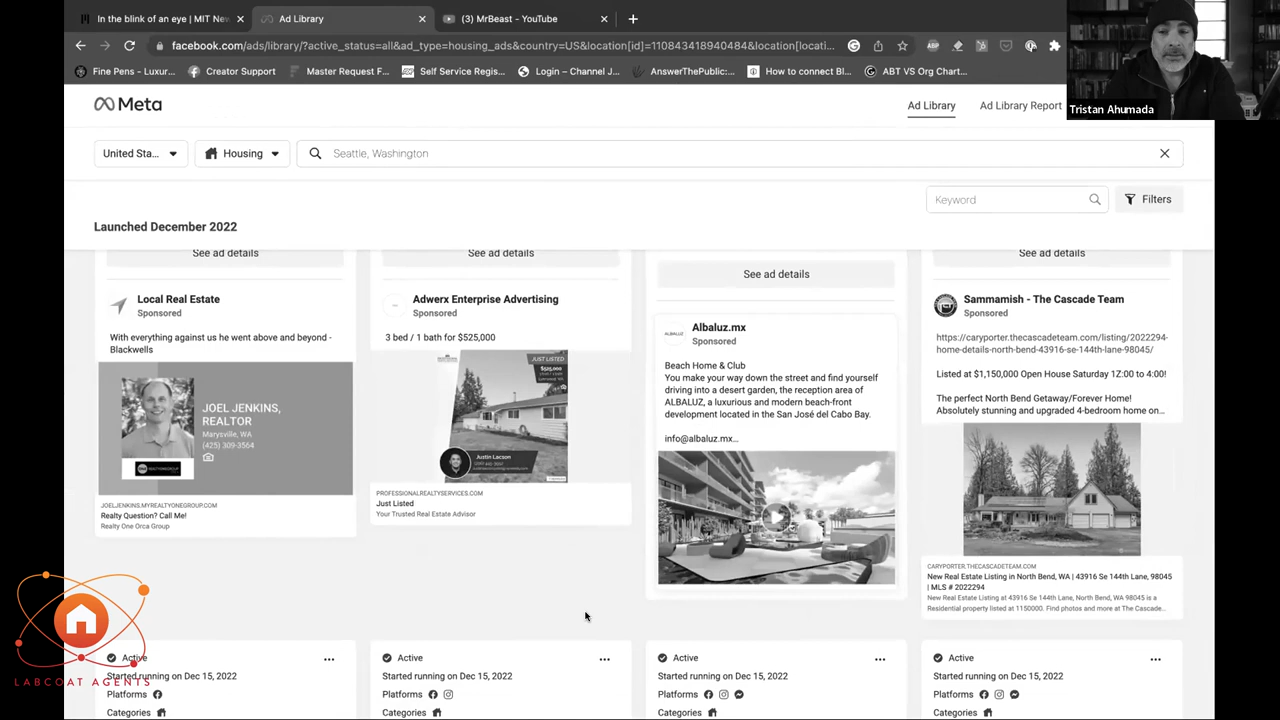 In the blink of an eye | MIT New
Ad Library
(3) MrBeast - YouTube
facebook.com/ads/library/?active_status=all&ad_type=housing_ads&country=US&location[id]=110843418940484&location[locati...
Fine Pens - Luxur...
Creator Support
Master Request F...
Self Service Regis...
Login – Channel J...
AnswerThePublic:...
How to connect Bl...
ABT VS Org Chart...
Tristan Ahumada
Meta
Ad Library
Ad Library Report
United Sta...
Housing
Seattle, Washington
Keyword
Filters
Launched December 2022
See ad details
Local Real Estate
Sponsored
With everything against us he went above and beyond -
Blackwells
JOEL JENKINS,
REALTOR
Marysville, WA
(425) 309-3564
JOELJENKINS.MYREALTYONEGROUP.COM
Realty Question? Call Me!
Realty One Orca Group
See ad details
Adwerx Enterprise Advertising
Sponsored
3 bed / 1 bath for $525,000
JUST LISTED
$525,000
Justin Lacson
PROFESSIONALREALTYSERVICES.COM
Just Listed
Your Trusted Real Estate Advisor
See ad details
ALBALUZ
Albaluz.mx
Sponsored
Beach Home & Club
You make your way down the street and find yourself
driving into a desert garden, the reception area of
ALBALUZ, a luxurious and modern beach-front
development located in the San José del Cabo Bay.
info@albaluz.mx...
See ad details
Sammamish - The Cascade Team
Sponsored
https://caryporter.thecascadeteam.com/listing/2022294-
home-details-north-bend-43916-se-144th-lane-98045/
Listed at $1,150,000 Open House Saturday 1Z:00 to 4:00!
The perfect North Bend Getaway/Forever Home!
Absolutely stunning and upgraded 4-bedroom home on...
CARYPORTER.THECASCADETEAM.COM
New Real Estate Listing in North Bend, WA | 43916 Se 144th Lane, 98045
| MLS # 2022294
New Real Estate Listing at 43916 Se 144th Lane, North Bend, WA 98045 is a
Residential property listed at 1150000. Find photos and more at The Cascade...
Active
Started running on Dec 15, 2022
Platforms
Categories
Active
Started running on Dec 15, 2022
Platforms
Categories
Active
Started running on Dec 15, 2022
Platforms
Categories
Active
Started running on Dec 15, 2022
Platforms
Categories
LABCOAT AGENTS